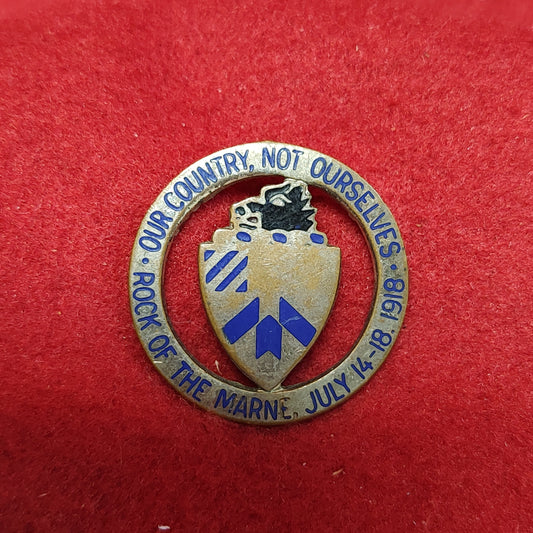 OUR COUNTRY, NOT OURSELVES
ROCK OF THE MARNE, JULY 14-18. 1918